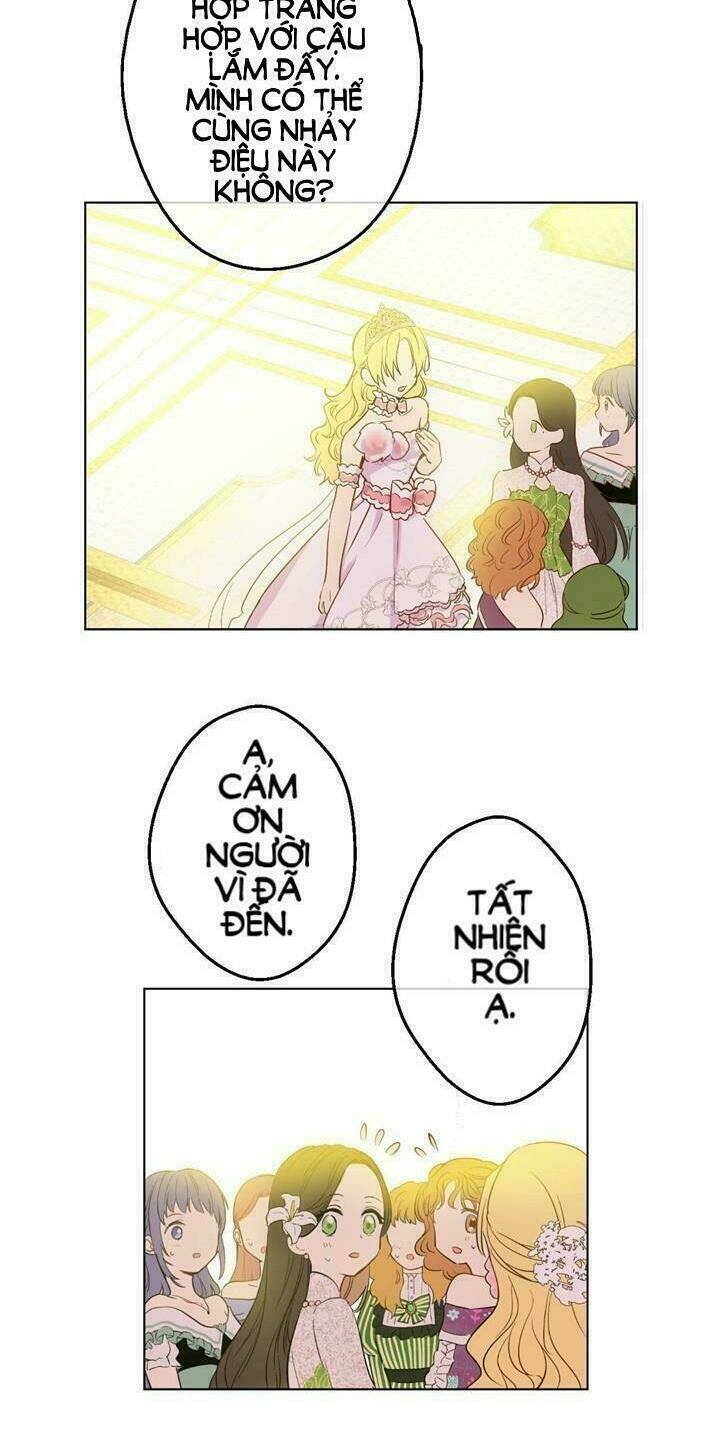 HỢP TRANG
HỢP VỚI CẬU
LẮM ĐẤY.
MÌNH CÓ THỂ
CÙNG NHẢY
ĐIỆU NÀY
KHÔNG?
A,
CẢM
ƠN
NGƯỜI
VÌ ĐÃ
ĐẾN.
TẤT
NHIÊN
RỒI
Ạ.